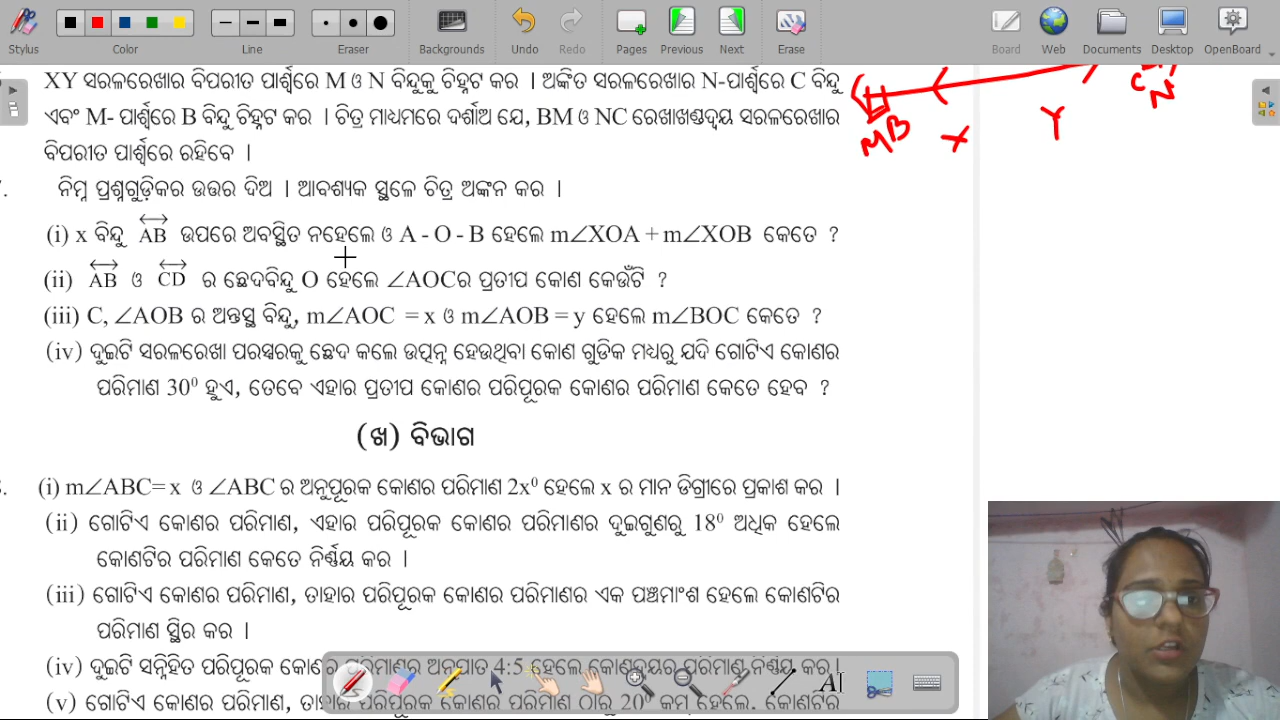 Stylus Color Line Eraser Backgrounds Undo Redo Pages Previous Next Erase Board Web Documents Desktop OpenBoard
XY ସରଳରେଖାର ବିପରୀତ ପାର୍ଶ୍ୱରେ M ଓ N ବିନ୍ଦୁକୁ ଚିହ୍ନଟ କର । ଅଙ୍କିତ ସରଳରେଖାର N-ପାର୍ଶ୍ୱରେ C ବିନ୍ଦୁ
ଏବଂ M- ପାର୍ଶ୍ୱରେ B ବିନ୍ଦୁ ଚିହ୍ନଟ କର । ଚିତ୍ର ମାଧ୍ୟମରେ ଦର୍ଶାଅ ଯେ, BM ଓ NC ରେଖାଖଣ୍ଡଦ୍ୱୟ ସରଳରେଖାର
ବିପରୀତ ପାର୍ଶ୍ୱରେ ରହିବେ ।
C N
M B X Y
ନିମ୍ନ ପ୍ରଶ୍ନଗୁଡ଼ିକର ଉତ୍ତର ଦିଅ । ଆବଶ୍ୟକ ସ୍ଥଳେ ଚିତ୍ର ଅଙ୍କନ କର ।
(i) x ବିନ୍ଦୁ AB ଉପରେ ଅବସ୍ଥିତ ନହେଲେ ଓ A - O - B ହେଲେ m∠XOA + m∠XOB କେତେ ?
(ii) AB ଓ CD ର ଛେଦବିନ୍ଦୁ O ହେଲେ ∠AOCର ପ୍ରତୀପ କୋଣ କେଉଁଟି ?
(iii) C, ∠AOB ର ଅନ୍ତସ୍ଥ ବିନ୍ଦୁ, m∠AOC = x ଓ m∠AOB = y ହେଲେ m∠BOC କେତେ ?
(iv) ଦୁଇଟି ସରଳରେଖା ପରସ୍ପରକୁ ଛେଦ କଲେ ଉତ୍ପନ୍ନ ହେଉଥିବା କୋଣ ଗୁଡିକ ମଧ୍ୟରୁ ଯଦି ଗୋଟିଏ କୋଣର
ପରିମାଣ 30⁰ ହୁଏ, ତେବେ ଏହାର ପ୍ରତୀପ କୋଣର ପରିପୂରକ କୋଣର ପରିମାଣ କେତେ ହେବ ?
(ଖ) ବିଭାଗ
(i) m∠ABC= x ଓ ∠ABC ର ଅନୁପୂରକ କୋଣର ପରିମାଣ 2x⁰ ହେଲେ x ର ମାନ ଡିଗ୍ରୀରେ ପ୍ରକାଶ କର ।
(ii) ଗୋଟିଏ କୋଣର ପରିମାଣ, ଏହାର ପରିପୂରକ କୋଣର ପରିମାଣର ଦୁଇଗୁଣରୁ 18⁰ ଅଧିକ ହେଲେ
କୋଣଟିର ପରିମାଣ କେତେ ନିର୍ଣ୍ଣୟ କର ।
(iii) ଗୋଟିଏ କୋଣର ପରିମାଣ, ତାହାର ପରିପୂରକ କୋଣର ପରିମାଣର ଏକ ପଞ୍ଚମାଂଶ ହେଲେ କୋଣଟିର
ପରିମାଣ ସ୍ଥିର କର ।
(iv) ଦୁଇଟି ସନ୍ନିହିତ ପରିପୂରକ କୋଣର ପରିମାଣର ଅନୁପାତ 4:5 ହେଲେ କୋଣଦ୍ୱୟର ପରିମାଣ ନିର୍ଣ୍ଣୟ କର।
(v) ଗୋଟିଏ କୋଣର ପରିମାଣ, ତାହାର ପରିପୂରକ କୋଣର ପରିମାଣ ଠାରୁ 20⁰ କମ୍ ହେଲେ, କୋଣଟିର